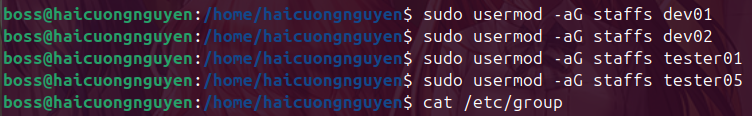 boss@haicuongnguyen:/home/haicuongnguyen$ sudo usermod -aG staffs dev01
boss@haicuongnguyen:/home/haicuongnguyen$ sudo usermod -aG staffs dev02
boss@haicuongnguyen:/home/haicuongnguyen$ sudo usermod -aG staffs tester01
boss@haicuongnguyen:/home/haicuongnguyen$ sudo usermod -aG staffs tester05
boss@haicuongnguyen:/home/haicuongnguyen$ cat /etc/group